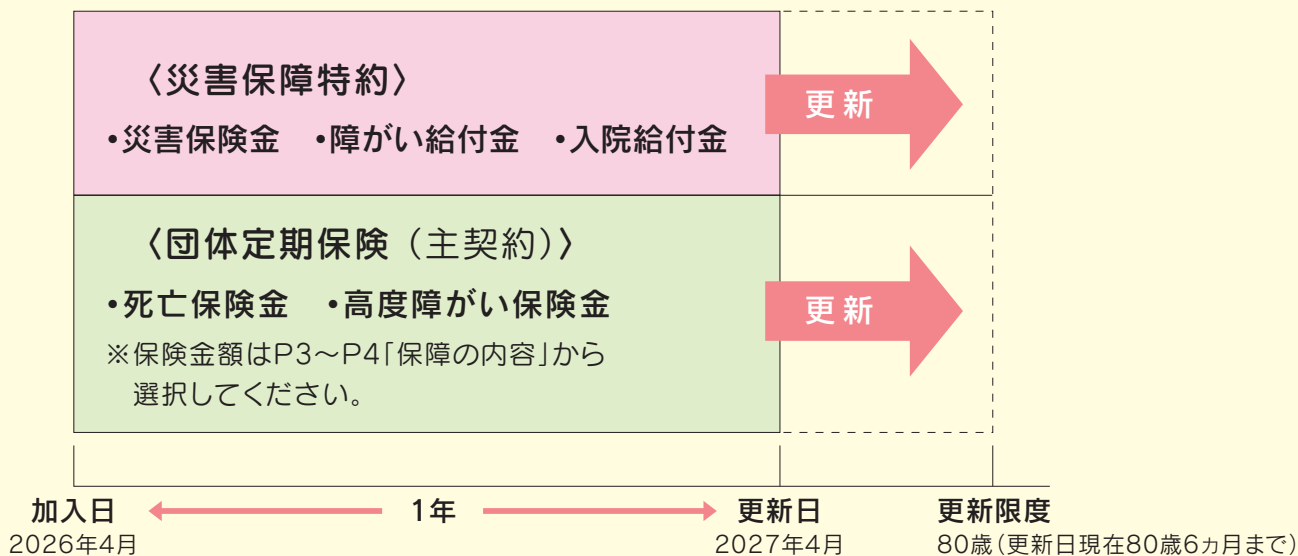 〈災害保障特約〉
•災害保険金 •障がい給付金 •入院給付金
更新
〈団体定期保険（主契約）〉
•死亡保険金 •高度障がい保険金
※保険金額はP3〜P4「保障の内容」から
選択してください。
更新
加入日 1年 更新日 更新限度
2026年4月 2027年4月 80歳（更新日現在80歳6ヵ月まで）